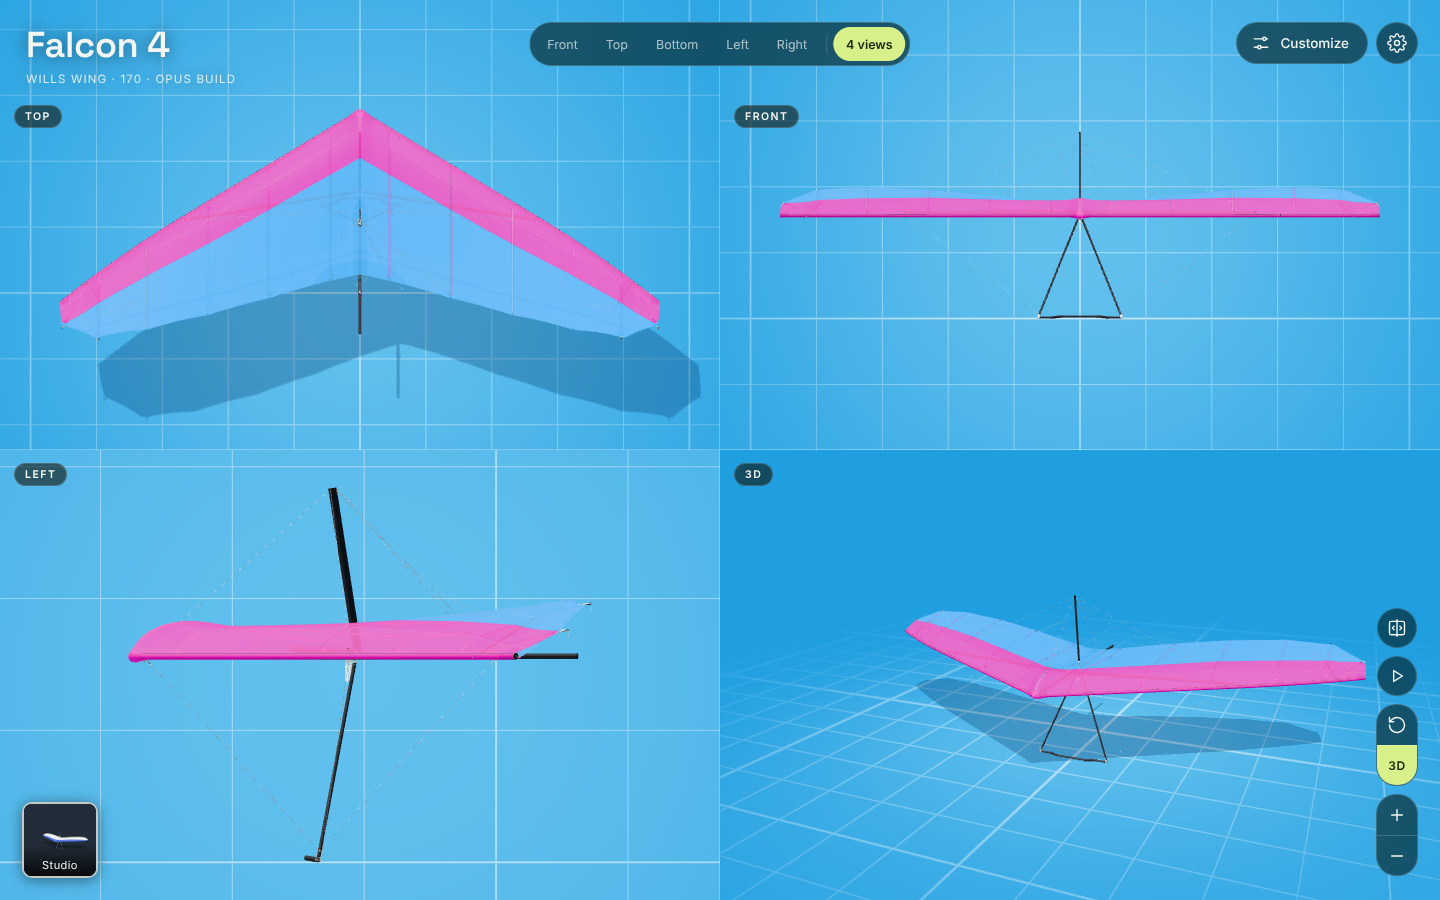 Falcon 4
WILLS WING · 170 · OPUS BUILD
Front Top Bottom Left Right 4 views
Customize
TOP
FRONT
LEFT
3D
3D
Studio